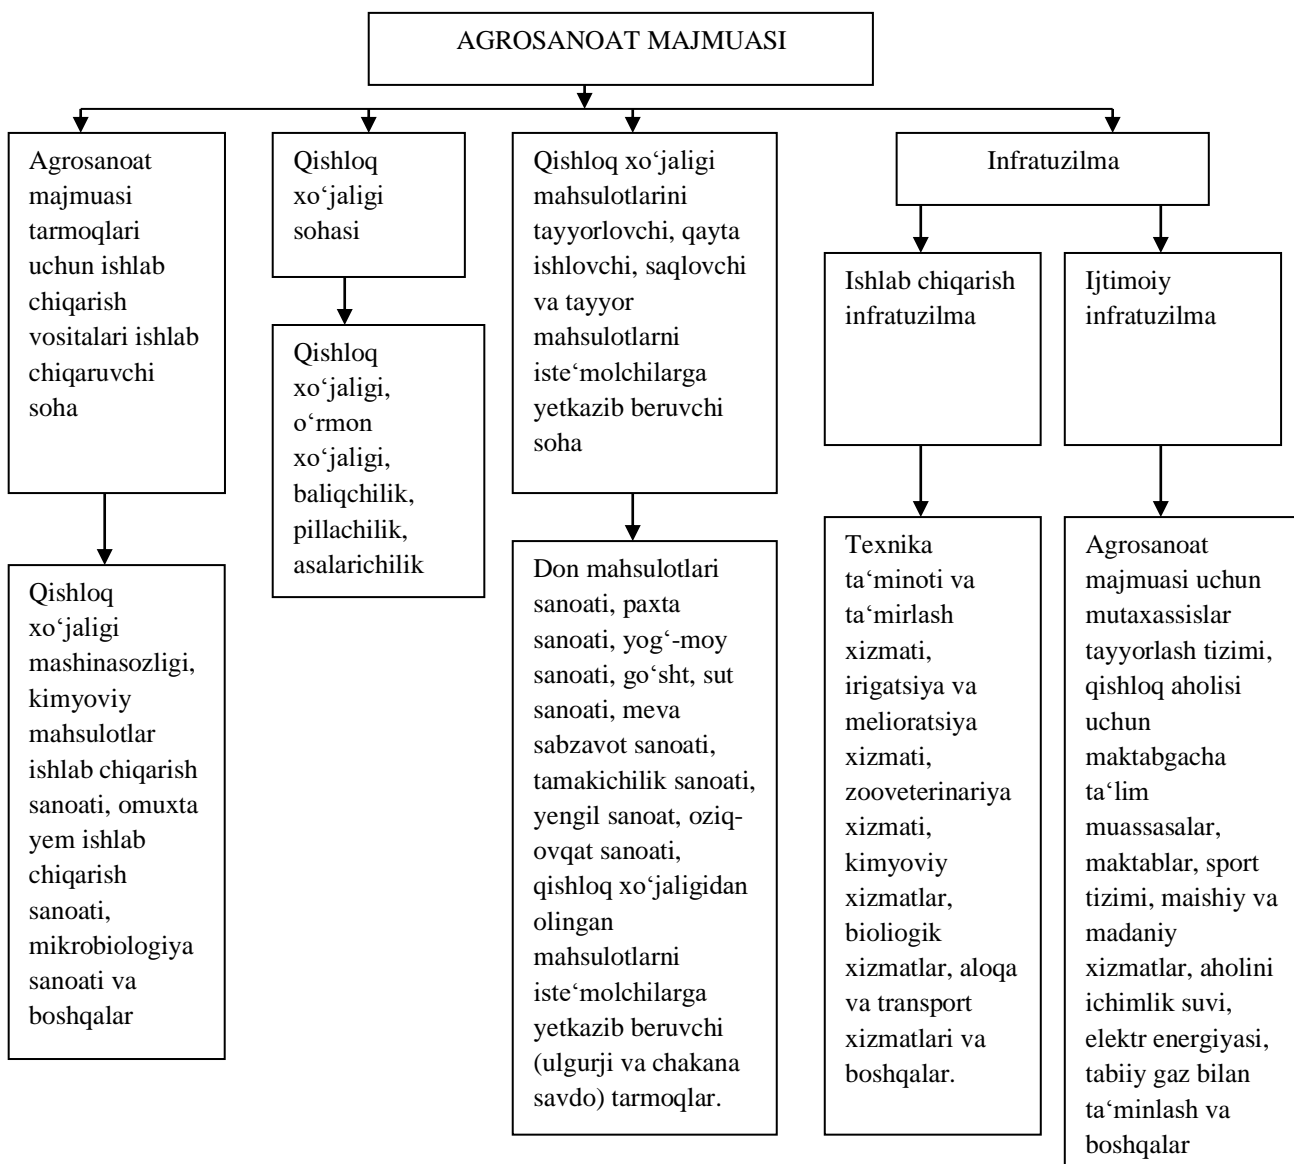 AGROSANOAT MAJMUASI
Agrosanoat
majmuasi
tarmoqlari
uchun ishlab
chiqarish
vositalari ishlab
chiqaruvchi
soha
Qishloq
xo‘jaligi
sohasi
Qishloq xo‘jaligi
mahsulotlarini
tayyorlovchi, qayta
ishlovchi, saqlovchi
va tayyor
mahsulotlarni
iste‘molchilarga
yetkazib beruvchi
soha
Infratuzilma
Ishlab chiqarish
infratuzilma
Ijtimoiy
infratuzilma
Qishloq
xo‘jaligi
mashinasozligi,
kimyoviy
mahsulotlar
ishlab chiqarish
sanoati, omuxta
yem ishlab
chiqarish
sanoati,
mikrobiologiya
sanoati va
boshqalar
Qishloq
xo‘jaligi,
o‘rmon
xo‘jaligi,
baliqchilik,
pillachilik,
asalarichilik
Don mahsulotlari
sanoati, paxta
sanoati, yog‘-moy
sanoati, go‘sht, sut
sanoati, meva
sabzavot sanoati,
tamakichilik sanoati,
yengil sanoat, oziq-
ovqat sanoati,
qishloq xo‘jaligidan
olingan
mahsulotlarni
iste‘molchilarga
yetkazib beruvchi
(ulgurji va chakana
savdo) tarmoqlar.
Texnika
ta‘minoti va
ta‘mirlash
xizmati,
irigatsiya va
melioratsiya
xizmati,
zooveterinariya
xizmati,
kimyoviy
xizmatlar,
bioliogik
xizmatlar, aloqa
va transport
xizmatlari va
boshqalar.
Agrosanoat
majmuasi uchun
mutaxassislar
tayyorlash tizimi,
qishloq aholisi
uchun
maktabgacha
ta‘lim
muassasalar,
maktablar, sport
tizimi, maishiy va
madaniy
xizmatlar, aholini
ichimlik suvi,
elektr energiyasi,
tabiiy gaz bilan
ta‘minlash va
boshqalar